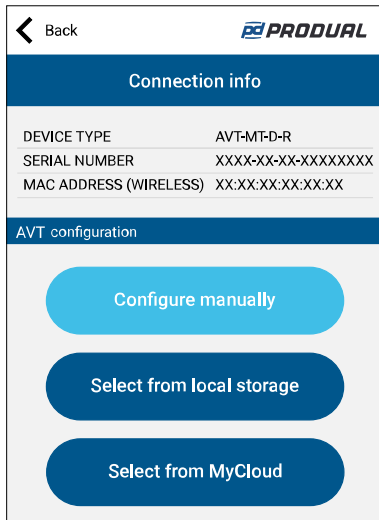 Back
pd PRODUAL
Connection info
DEVICE TYPE AVT-MT-D-R
SERIAL NUMBER XXXX-XX-XX-XXXXXXXX
MAC ADDRESS (WIRELESS) XX:XX:XX:XX:XX:XX
AVT configuration
Configure manually
Select from local storage
Select from MyCloud